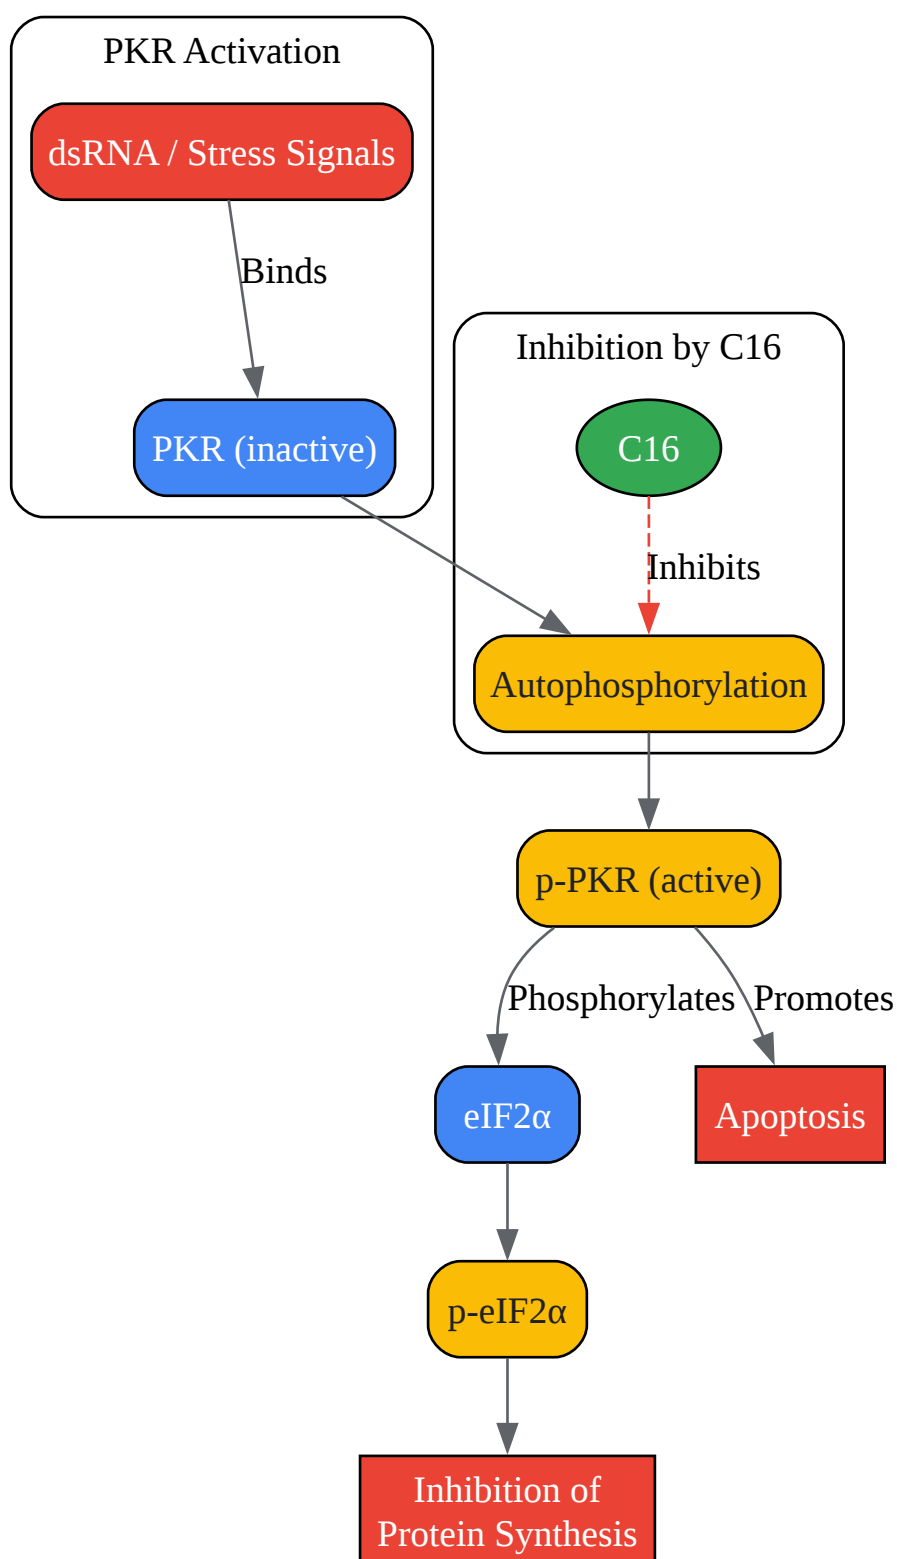 PKR Activation
dsRNA / Stress Signals
Binds
Inhibition by C16
PKR (inactive)
C16
Inhibits
Autophosphorylation
p-PKR (active)
Phosphorylates
Promotes
eIF2α
Apoptosis
p-eIF2α
Inhibition of
Protein Synthesis